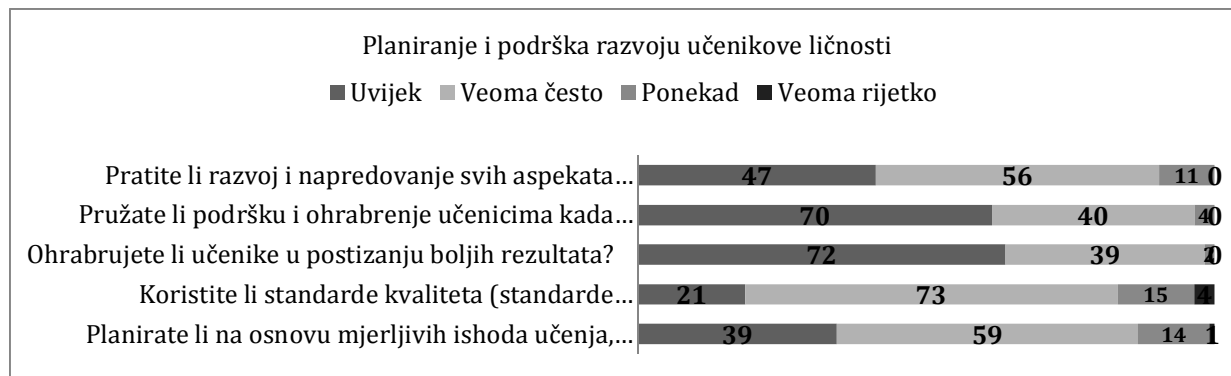 Planiranje i podrška razvoju učenikove ličnosti
Uvijek Veoma često Ponekad Veoma rijetko
Pratite li razvoj i napredovanje svih aspekata... 47 56 11 0
Pružate li podršku i ohrabrenje učenicima kada... 70 40 4 0
Ohrabrujete li učenike u postizanju boljih rezultata? 72 39 2 0
Koristite li standarde kvaliteta (standarde... 21 73 15 4
Planirate li na osnovu mjerljivih ishoda učenja,... 39 59 14 1